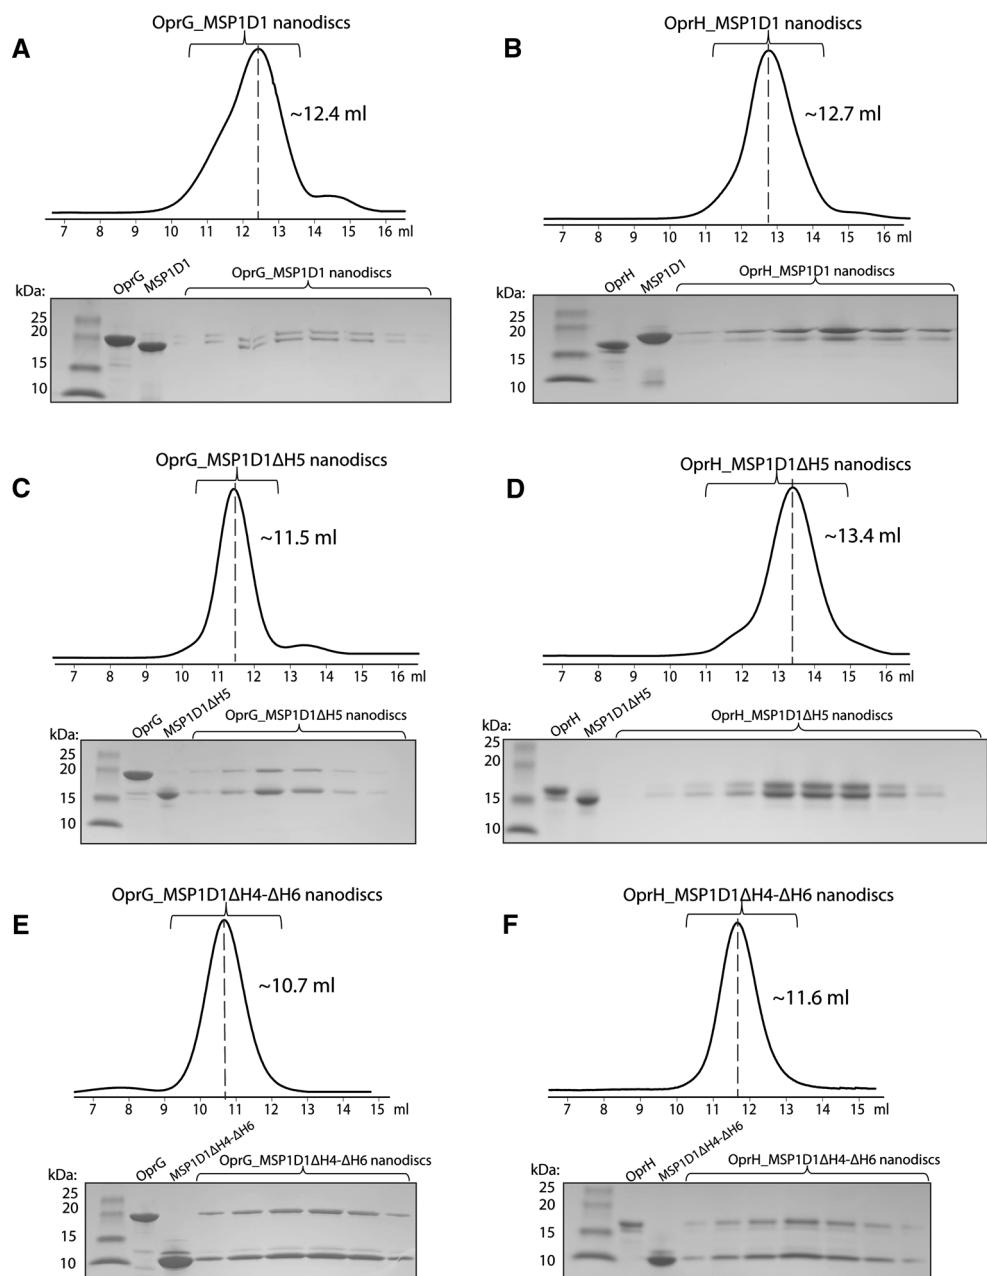 A
OprG_MSP1D1 nanodiscs
~12.4 ml
7 8 9 10 11 12 13 14 15 16 ml
OprG MSP1D1 OprG_MSP1D1 nanodiscs
kDa:
25
20
15
10
B
OprH_MSP1D1 nanodiscs
~12.7 ml
7 8 9 10 11 12 13 14 15 16 ml
OprH MSP1D1 OprH_MSP1D1 nanodiscs
kDa:
25
20
15
10
C
OprG_MSP1D1ΔH5 nanodiscs
~11.5 ml
7 8 9 10 11 12 13 14 15 16 ml
OprG MSP1D1ΔH5 OprG_MSP1D1ΔH5 nanodiscs
kDa:
25
20
15
10
D
OprH_MSP1D1ΔH5 nanodiscs
~13.4 ml
7 8 9 10 11 12 13 14 15 16 ml
OprH MSP1D1ΔH5 OprH_MSP1D1ΔH5 nanodiscs
kDa:
25
20
15
10
E
OprG_MSP1D1ΔH4-ΔH6 nanodiscs
~10.7 ml
7 8 9 10 11 12 13 14 15 ml
OprG MSP1D1ΔH4-ΔH6 OprG_MSP1D1ΔH4-ΔH6 nanodiscs
kDa:
25
20
15
10
F
OprH_MSP1D1ΔH4-ΔH6 nanodiscs
~11.6 ml
7 8 9 10 11 12 13 14 15 ml
OprH MSP1D1ΔH4-ΔH6 OprH_MSP1D1ΔH4-ΔH6 nanodiscs
kDa:
25
20
15
10